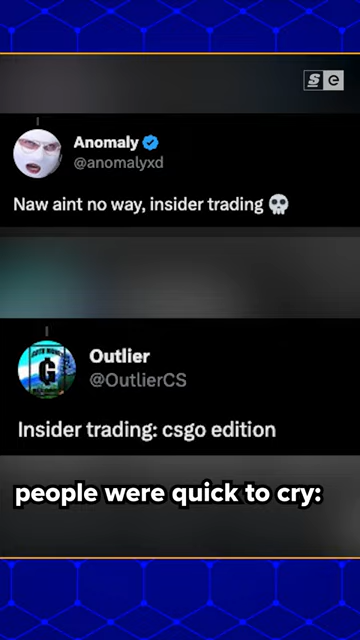 S e
Anomaly
@anomalyxd
Naw aint no way, insider trading 💀
Outlier
@OutlierCS
Insider trading: csgo edition
people were quick to cry: